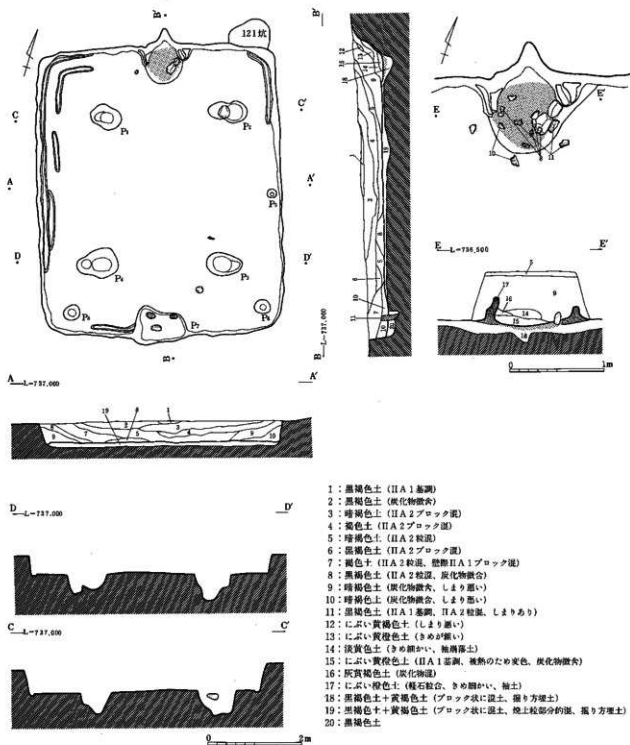 B'
121坑
B'
C
C'
P₂
E
E'
A
A'
P₅
10
11
D
D'
E
L=736,500
E'
P₇
B
B
L=737,000
A
L=737,000
A'
1m
D
L=737,000
D'
C
L=737,000
C'
0
2m
1：黒褐色土（ⅡA1基調）
2：黒褐色土（炭化物微含）
3：暗褐色土（ⅡA2ブロック混）
4：褐色土（ⅡA2ブロック混）
5：暗褐色土（ⅡA2粒混）
6：黒褐色土（ⅡA2ブロック混）
7：褐色土（ⅡA2粒混、壁際ⅡA1ブロック混）
8：黒褐色土（ⅡA2粒混、炭化物微含）
9：暗褐色土（炭化物微含、しまり悪い）
10：暗褐色土（炭化物微含、しまり悪い）
11：黒褐色土（ⅡA1基調、ⅡA2粒混、しまりあり）
12：にぶい黄褐色土（しまり悪い）
13：にぶい黄橙色土（きめが細い）
14：淡黄色土（きめ細かい、袖崩落土）
15：にぶい黄橙色土（ⅡA1基調、被熱のため変色、炭化物微含）
16：灰黄褐色土（炭化物混）
17：にぶい橙色土（軽石粒含、きめ細かい、袖土）
18：黒褐色土＋黄褐色土（ブロック状に混土、掘り方埋土）
19：黒褐色土＋黄褐色土（ブロック状に混土、焼土粒部分的混、掘り方埋土）
20：黒褐色土